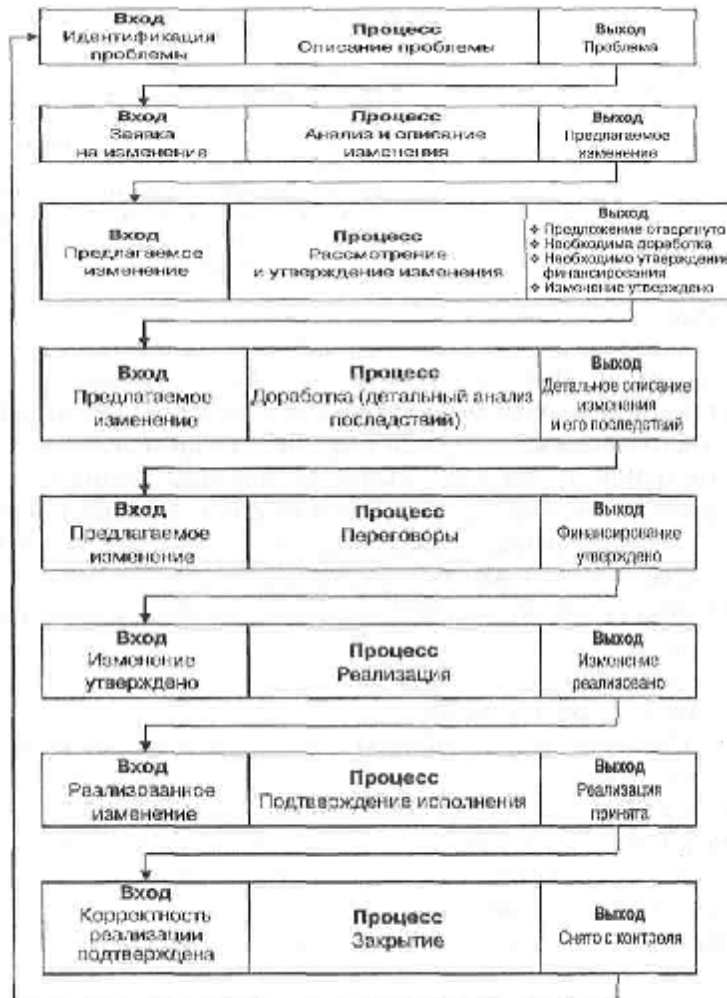 Вход
Идентификация
проблемы
Процесс
Описание проблемы
Выход
Проблема
Вход
Заявка
на изменение
Процесс
Анализ и описание
изменения
Выход
Предлагаемое
изменение
Вход
Предлагаемое
изменение
Процесс
Рассмотрение
и утверждение изменения
Выход
❖ Предложение отвергнуто
❖ Необходима доработка
❖ Необходимо утверждение
финансирования
❖ Изменение утверждено
Вход
Предлагаемое
изменение
Процесс
Доработка (детальный анализ
последствий)
Выход
Детальное описание
изменения
и его последствий
Вход
Предлагаемое
изменение
Процесс
Переговоры
Выход
Финансирование
утверждено
Вход
Изменение
утверждено
Процесс
Реализация
Выход
Изменение
реализовано
Вход
Реализованное
изменение
Процесс
Подтверждение исполнения
Выход
Реализация
принята
Вход
Корректность
реализации
подтверждена
Процесс
Закрытие
Выход
Снято с контроля